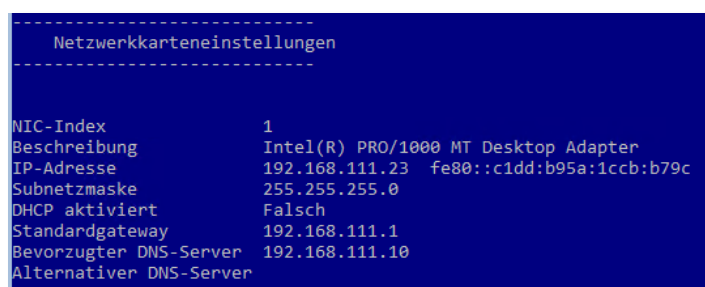 -----------------------------
Netzwerkkarteneinstellungen
-----------------------------
NIC-Index 1
Beschreibung Intel(R) PRO/1000 MT Desktop Adapter
IP-Adresse 192.168.111.23 fe80::c1dd:b95a:1ccb:b79c
Subnetzmaske 255.255.255.0
DHCP aktiviert Falsch
Standardgateway 192.168.111.1
Bevorzugter DNS-Server 192.168.111.10
Alternativer DNS-Server